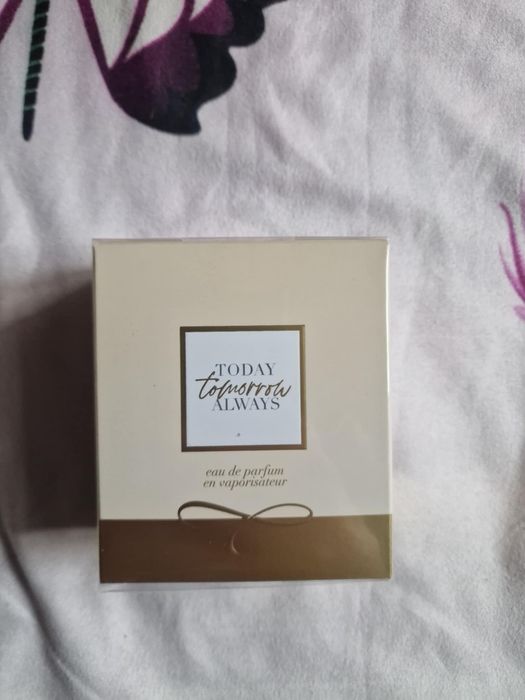 TODAY
tomorrow
ALWAYS
eau de parfum
en vaporisateur